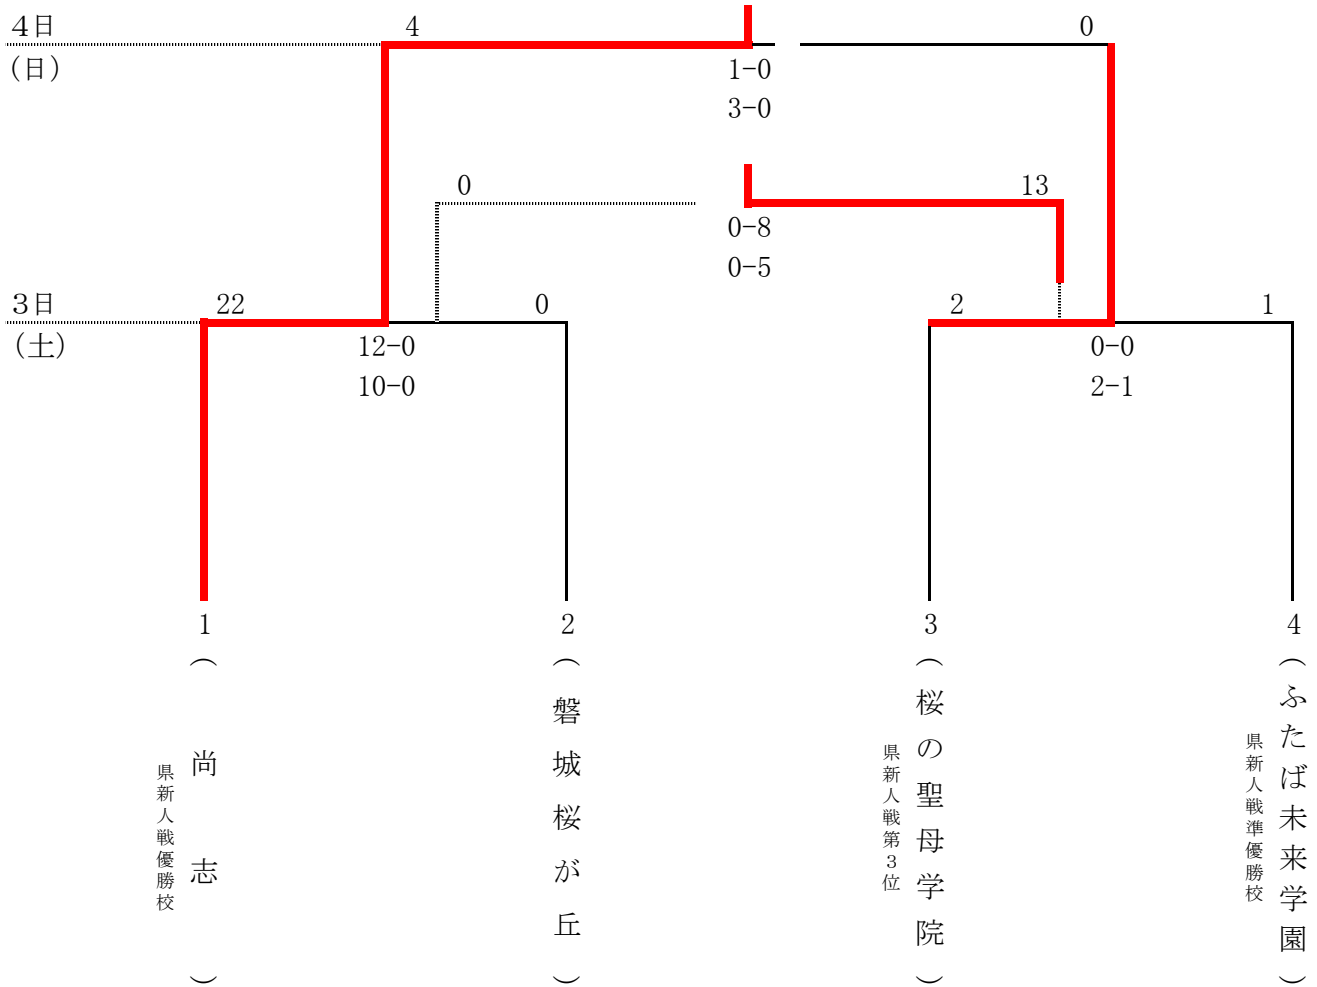 4日
4
0
(日)
1-0
3-0
0
13
0-8
0-5
3日
22
0
2
1
(土)
12-0
10-0
0-0
2-1
1
2
3
4
(尚志)
県新人戦優勝校
(磐城桜が丘)
(桜の聖母学院)
県新人戦第3位
(ふたば未来学園)
県新人戦準優勝校